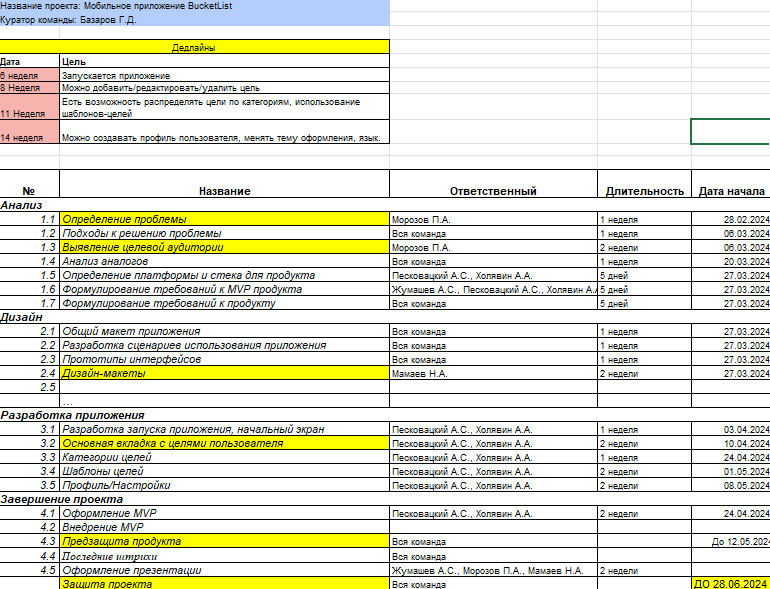 Название проекта: Мобильное приложение BucketList
Куратор команды: Базаров Г.Д.
Дедлайны
Дата Цель
6 неделя Запускается приложение
8 Неделя Можно добавить/редактировать/удалить цель
Есть возможность распределять цели по категориям, использование
11 Неделя шаблонов-целей
14 неделя Можно создавать профиль пользователя, менять тему оформления, язык.
№ Название Ответственный Длительность Дата начала
Анализ
1.1 Определение проблемы Морозов П.А. 1 неделя 28.02.2024
1.2 Подходы к решению проблемы Вся команда 1 неделя 06.03.2024
1.3 Выявление целевой аудитории Морозов П.А. 2 недели 06.03.2024
1.4 Анализ аналогов Вся команда 1 неделя 20.03.2024
1.5 Определение платформы и стека для продукта Песковацкий А.С., Холявин А.А. 5 дней 27.03.2024
1.6 Формулирование требований к MVP продукта Жумашев А.С., Песковацкий А.С., Холявин А.А 5 дней 27.03.2024
1.7 Формулирование требований к продукту Вся команда 5 дней 27.03.2024
Дизайн
2.1 Общий макет приложения Вся команда 1 неделя 27.03.2024
2.2 Разработка сценариев использования приложения Вся команда 1 неделя 27.03.2024
2.3 Прототипы интерфейсов Вся команда 1 неделя 27.03.2024
2.4 Дизайн-макеты Мамаев Н.А. 2 недели 27.03.2024
2.5
…
Разработка приложения
3.1 Разработка запуска приложения, начальный экран Песковацкий А.С., Холявин А.А. 1 неделя 03.04.2024
3.2 Основная вкладка с целями пользователя Песковацкий А.С., Холявин А.А. 2 недели 10.04.2024
3.3 Категории целей Песковацкий А.С., Холявин А.А. 1 неделя 24.04.2024
3.4 Шаблоны целей Песковацкий А.С., Холявин А.А. 2 недели 01.05.2024
3.5 Профиль/Настройки Песковацкий А.С., Холявин А.А. 2 недели 08.05.2024
Завершение проекта
4.1 Оформление MVP Песковацкий А.С., Холявин А.А. 2 недели 24.04.2024
4.2 Внедрение MVP
4.3 Предзащита продукта Вся команда До 12.05.2024
4.4 Последние штрихи Вся команда
4.5 Оформление презентации Жумашев А.С., Морозов П.А., Мамаев Н.А. 2 недели
Защита проекта Вся команда ДО 28.06.2024